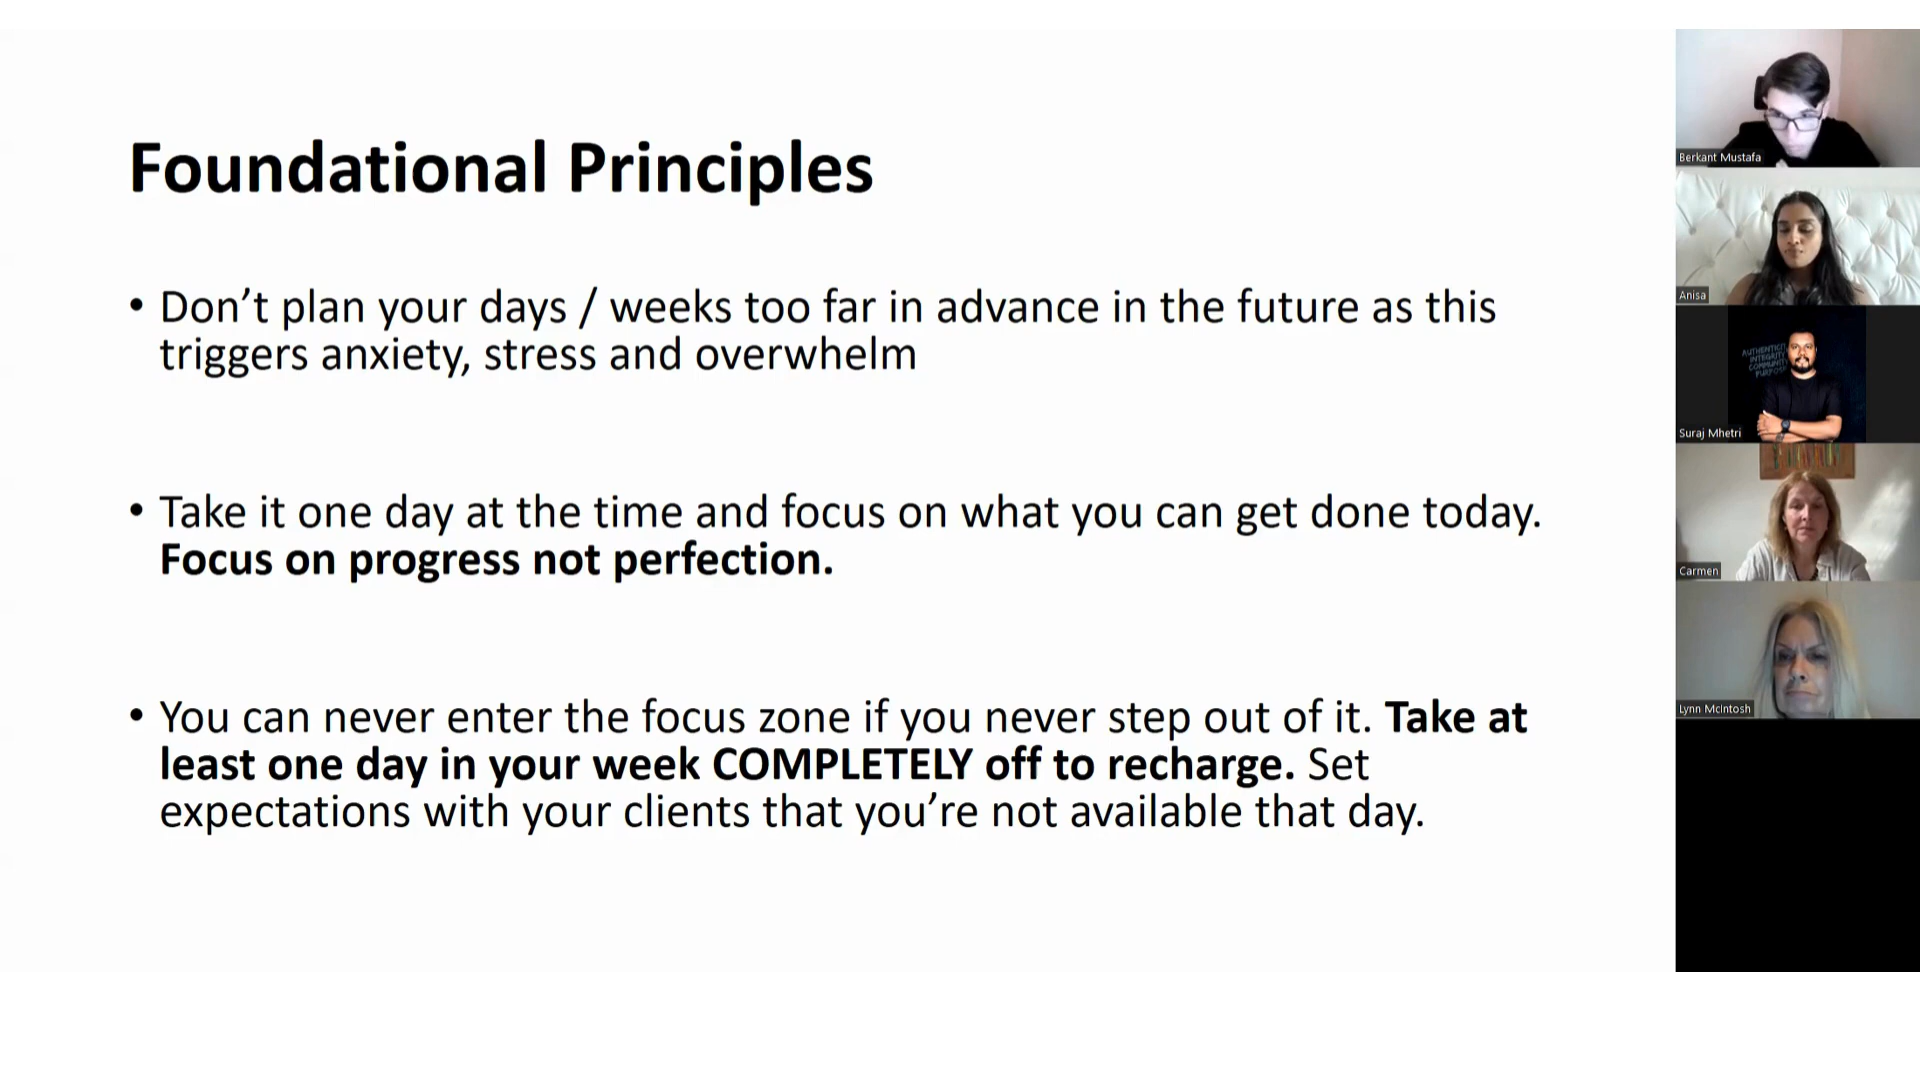 Foundational Principles
• Don’t plan your days / weeks too far in advance in the future as this
triggers anxiety, stress and overwhelm
• Take it one day at the time and focus on what you can get done today.
Focus on progress not perfection.
• You can never enter the focus zone if you never step out of it. Take at
least one day in your week COMPLETELY off to recharge. Set
expectations with your clients that you’re not available that day.
Berkant Mustafa
Anisa
AUTHENTICITY
INTEGRITY
COMMUNITY
PURPOSE
Suraj Mhetri
Carmen
Lynn McIntosh